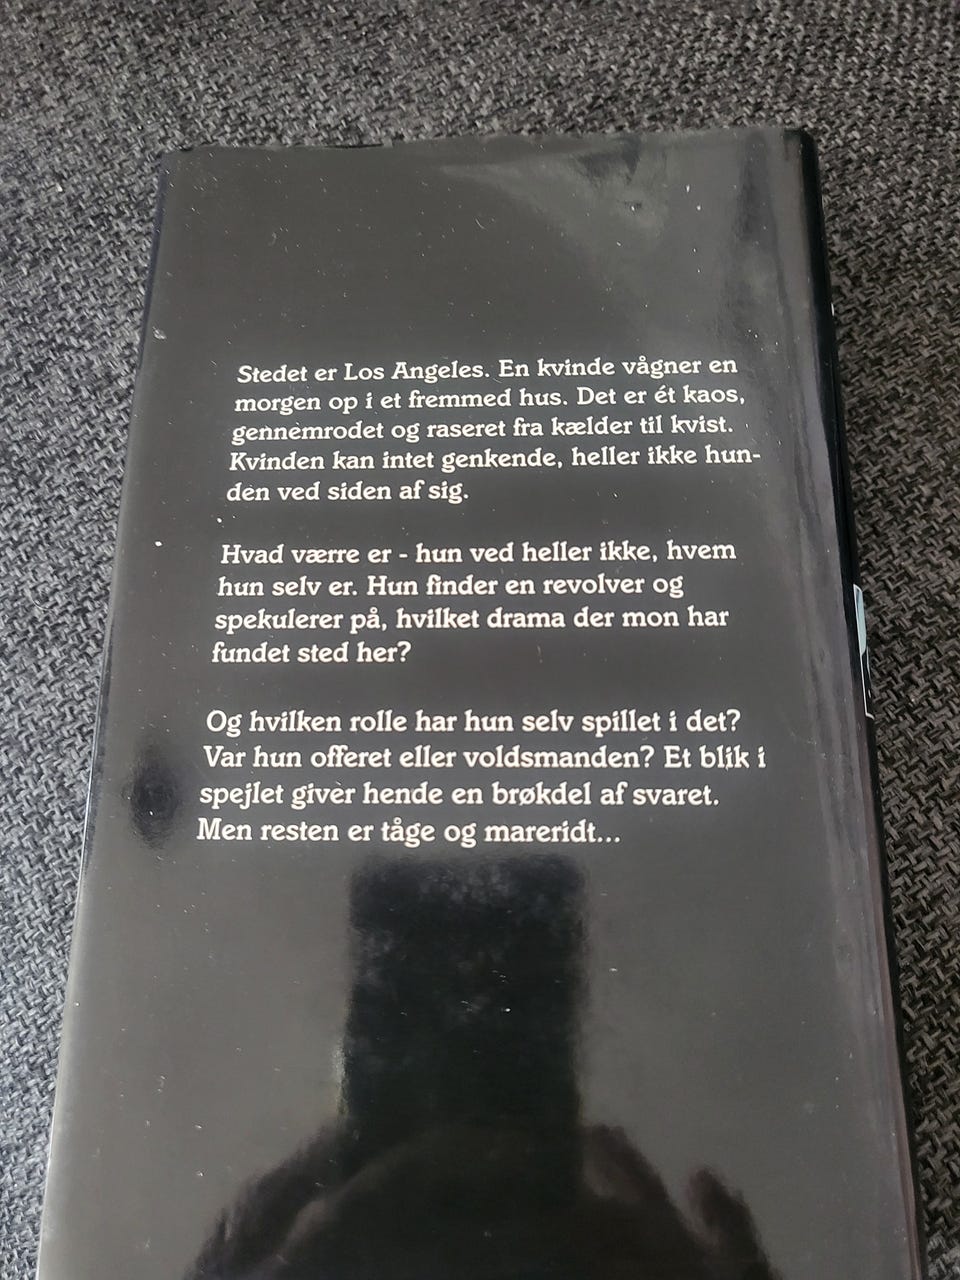 Stedet er Los Angeles. En kvinde vågner en
morgen op i et fremmed hus. Det er ét kaos,
gennemrodet og raseret fra kælder til kvist.
Kvinden kan intet genkende, heller ikke hun-
den ved siden af sig.
Hvad værre er - hun ved heller ikke, hvem
hun selv er. Hun finder en revolver og
spekulerer på, hvilket drama der mon har
fundet sted her?
Og hvilken rolle har hun selv spillet i det?
Var hun offeret eller voldsmanden? Et blik i
spejlet giver hende en brøkdel af svaret.
Men resten er tåge og mareridt...